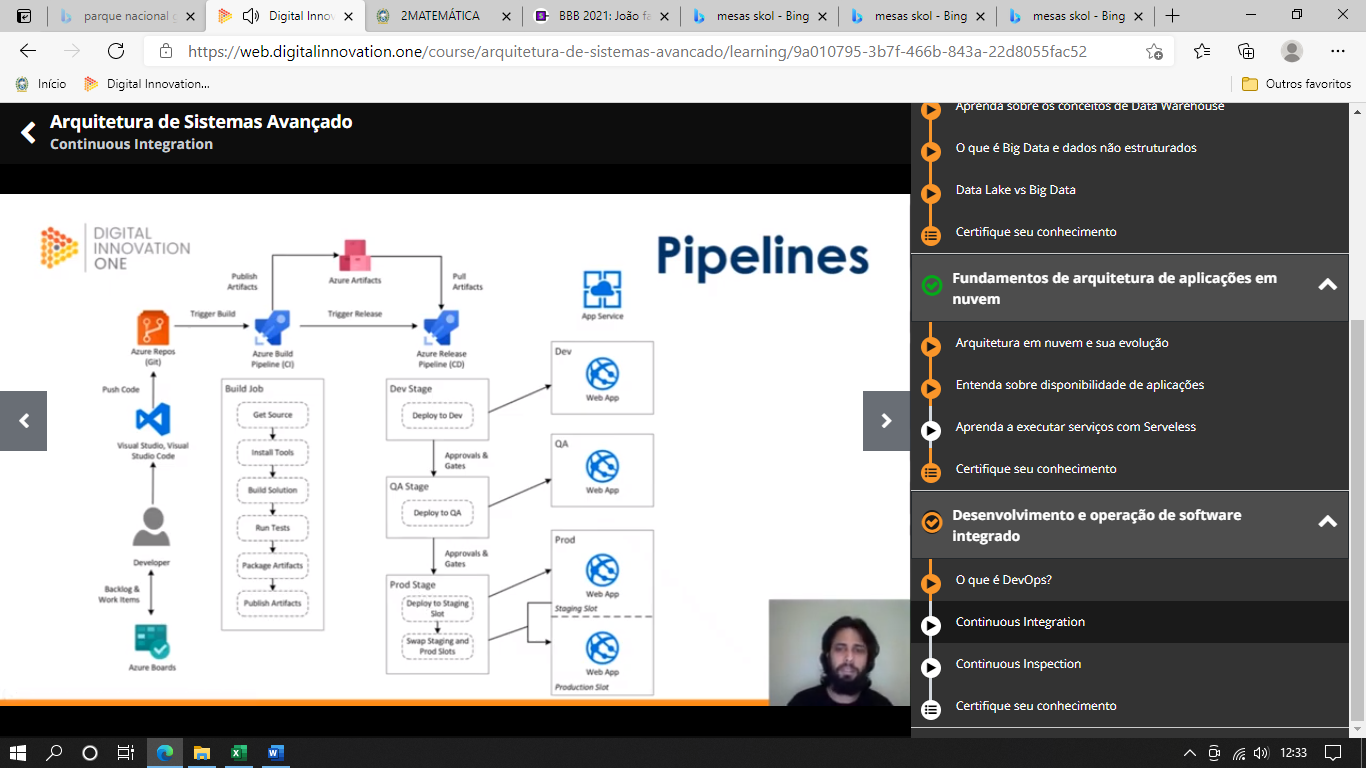 parque nacional g
Digital Innov
2MATEMÁTICA
BBB 2021: João fa
mesas skol - Bing
mesas skol - Bing
mesas skol - Bing
https://web.digitalinnovation.one/course/arquitetura-de-sistemas-avancado/learning/9a010795-3b7f-466b-843a-22d8055fac52
Início
Digital Innovation...
Outros favoritos
Arquitetura de Sistemas Avançado
Continuous Integration
DIGITAL
INNOVATION
ONE
Pipelines
Publish
Artifacts
Azure Artifacts
Pull
Artifacts
App Service
Trigger Build
Trigger Release
Azure Repos
(Git)
Azure Build
Pipeline (CI)
Azure Release
Pipeline (CD)
Push Code
Visual Studio, Visual
Studio Code
Developer
Backlog &
Work Items
Azure Boards
Build Job
Get Source
Install Tools
Build Solution
Run Tests
Package Artifacts
Publish Artifacts
Dev Stage
Deploy to Dev
Approvals &
Gates
QA Stage
Deploy to QA
Approvals &
Gates
Prod Stage
Deploy to Staging
Slot
Swap Staging and
Prod Slots
Dev
Web App
QA
Web App
Prod
Web App
Staging Slot
Web App
Production Slot
Aprenda sobre os conceitos de Data Warehouse
O que é Big Data e dados não estruturados
Data Lake vs Big Data
Certifique seu conhecimento
Fundamentos de arquitetura de aplicações em
nuvem
Arquitetura em nuvem e sua evolução
Entenda sobre disponibilidade de aplicações
Aprenda a executar serviços com Serveless
Certifique seu conhecimento
Desenvolvimento e operação de software
integrado
O que é DevOps?
Continuous Integration
Continuous Inspection
Certifique seu conhecimento
12:33